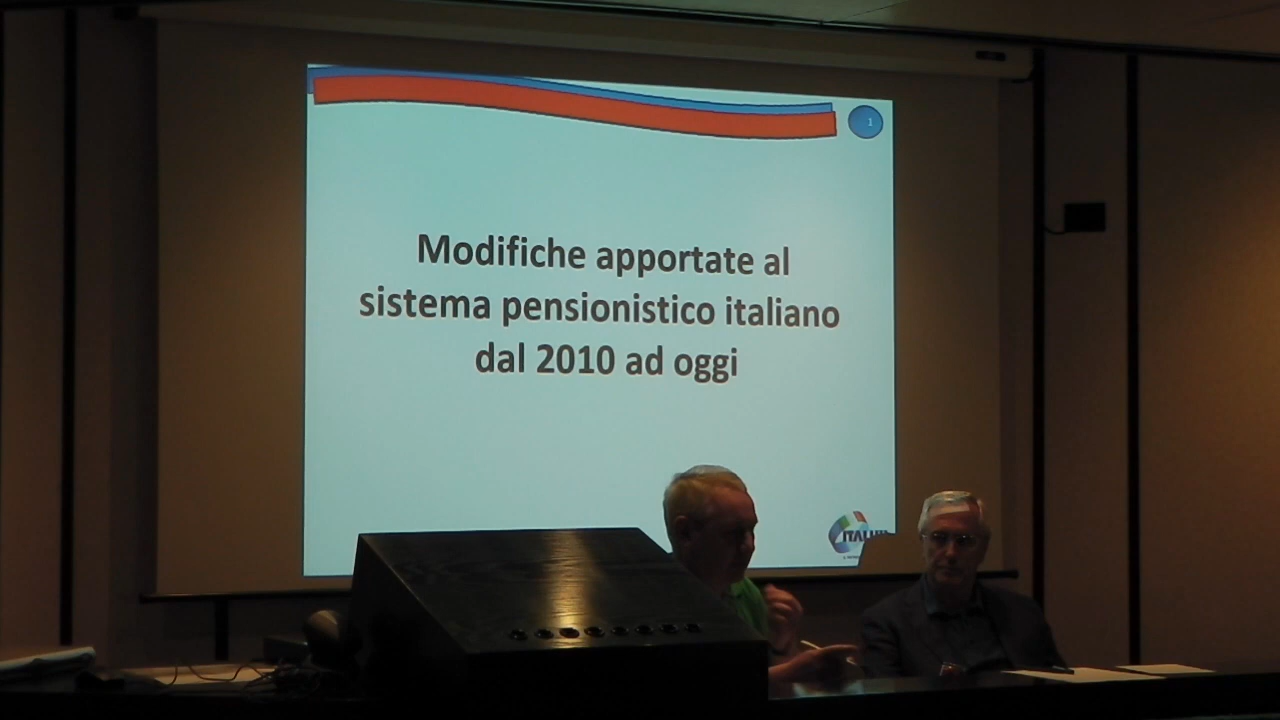 1
Modifiche apportate al
sistema pensionistico italiano
dal 2010 ad oggi